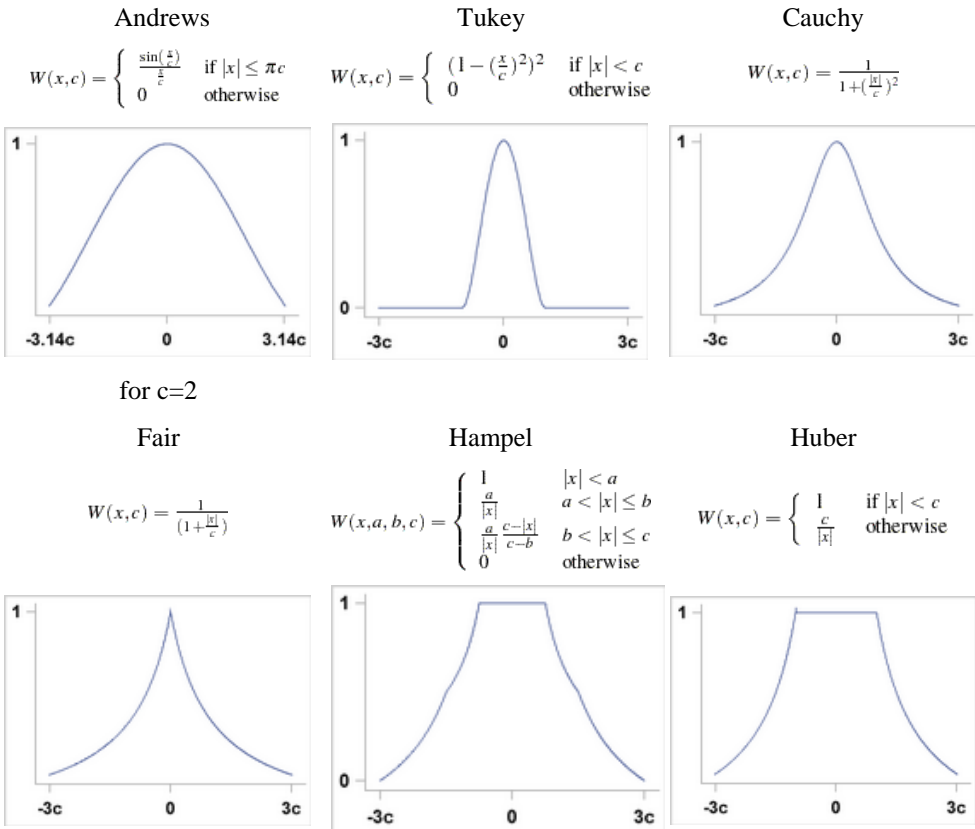 Andrews Tukey Cauchy
W(x,c) = { sin(x/c) / (x/c) if |x| ≤ πc
0 otherwise
W(x,c) = { (1 − (x/c)²)² if |x| < c
0 otherwise
W(x,c) = 1 / (1+(|x|/c)²)
1
-3.14c 0 3.14c
1
0
-3c 0 3c
1
-3c 0 3c
for c=2
Fair Hampel Huber
W(x,c) = 1 / (1+|x|/c)
W(x,a,b,c) = { 1 |x| < a
a/|x| a < |x| ≤ b
a/|x| (c−|x|)/(c−b) b < |x| ≤ c
0 otherwise
W(x,c) = { 1 if |x| < c
c/|x| otherwise
1
-3c 0 3c
1
0
-3c 0 3c
1
-3c 0 3c